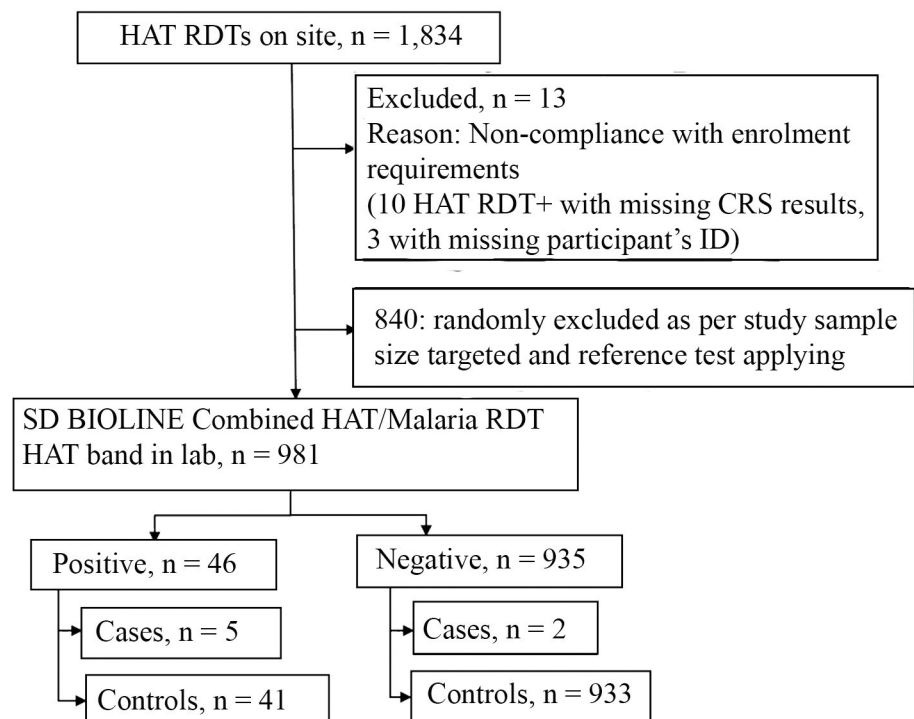 HAT RDTs on site, n = 1,834
Excluded, n = 13
Reason: Non-compliance with enrolment
requirements
(10 HAT RDT+ with missing CRS results,
3 with missing participant's ID)
840: randomly excluded as per study sample
size targeted and reference test applying
SD BIOLINE Combined HAT/Malaria RDT
HAT band in lab, n = 981
Positive, n = 46
Negative, n = 935
Cases, n = 5
Cases, n = 2
Controls, n = 41
Controls, n = 933